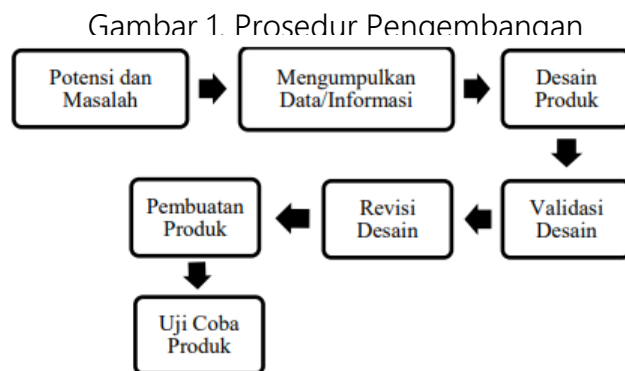 Gambar 1. Prosedur Pengembangan
Potensi dan
Masalah
Mengumpulkan
Data/Informasi
Desain
Produk
Validasi
Desain
Revisi
Desain
Pembuatan
Produk
Uji Coba
Produk